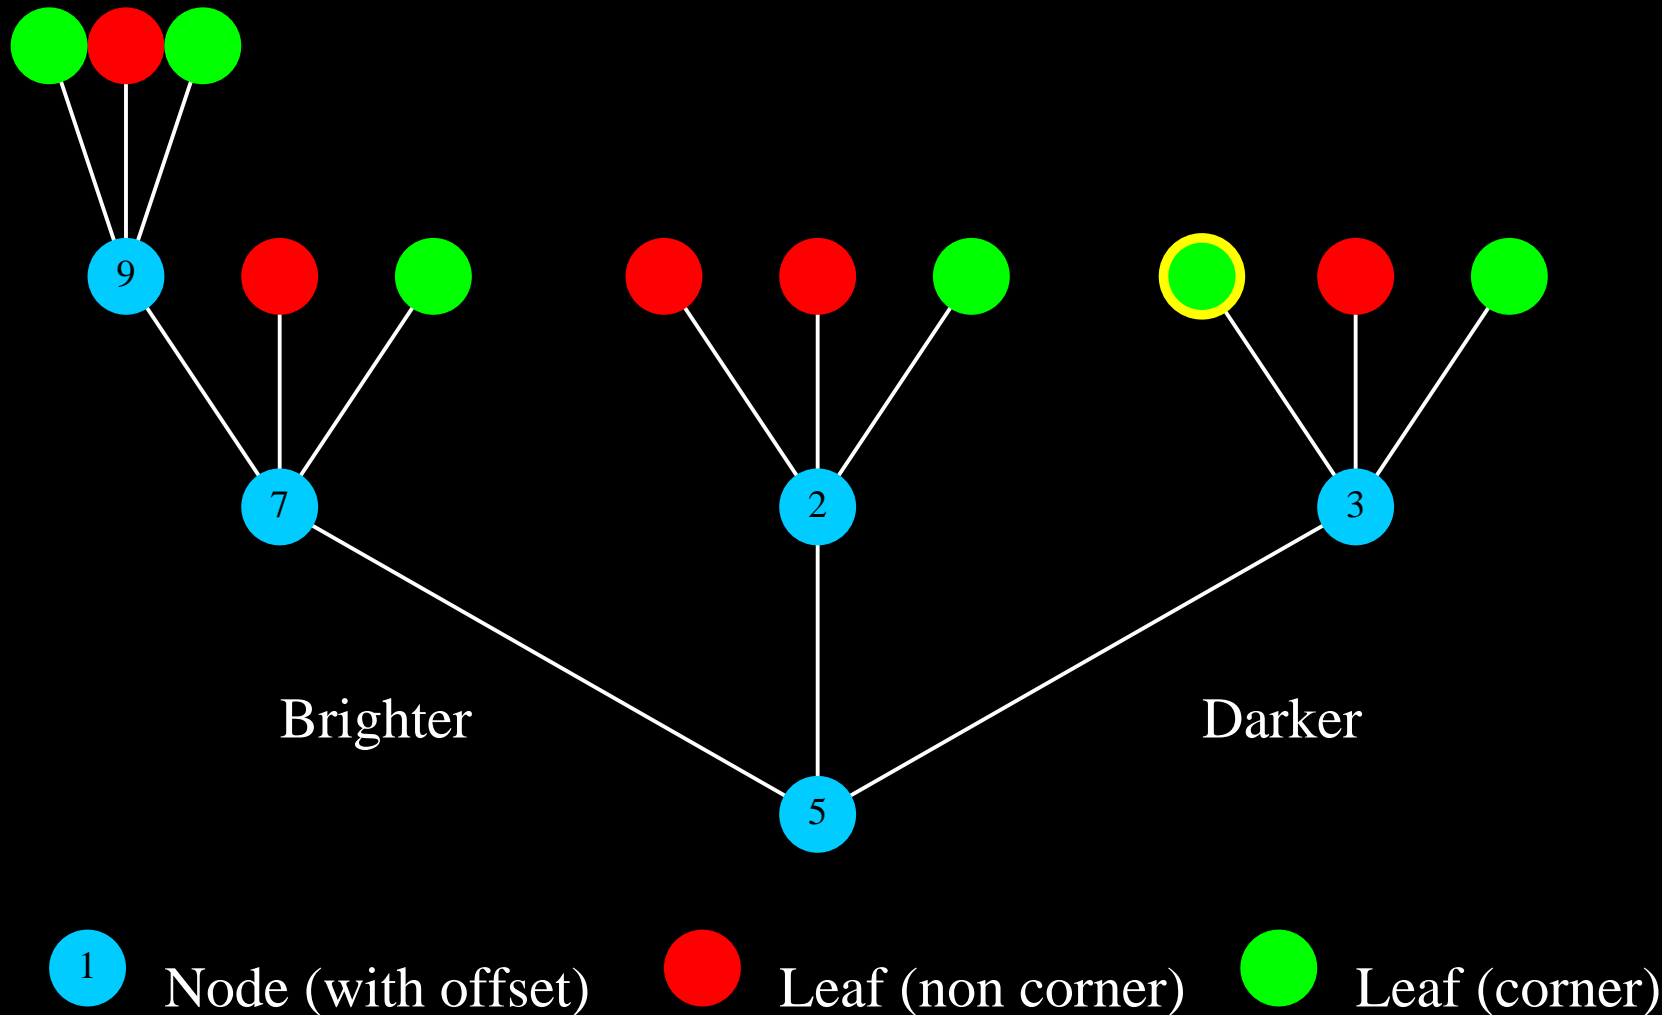 9
7 2 3
Brighter Darker
5
1 Node (with offset) Leaf (non corner) Leaf (corner)